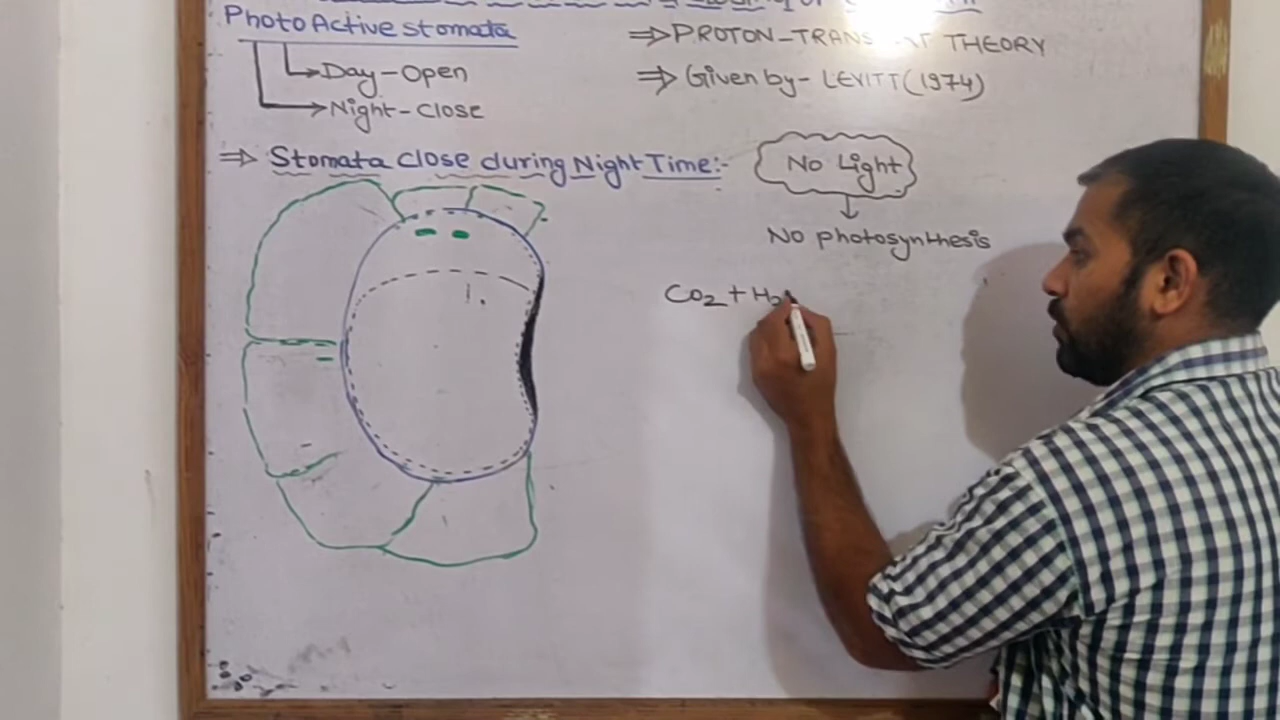 Photo Active stomata
Day-Open
Night-Close
⇒ PROTON-TRANS T THEORY
⇒ Given by- LEVITT (1974)
⇒ Stomata Close during Night Time:-
No Light
No photosynthesis
CO2 + H2